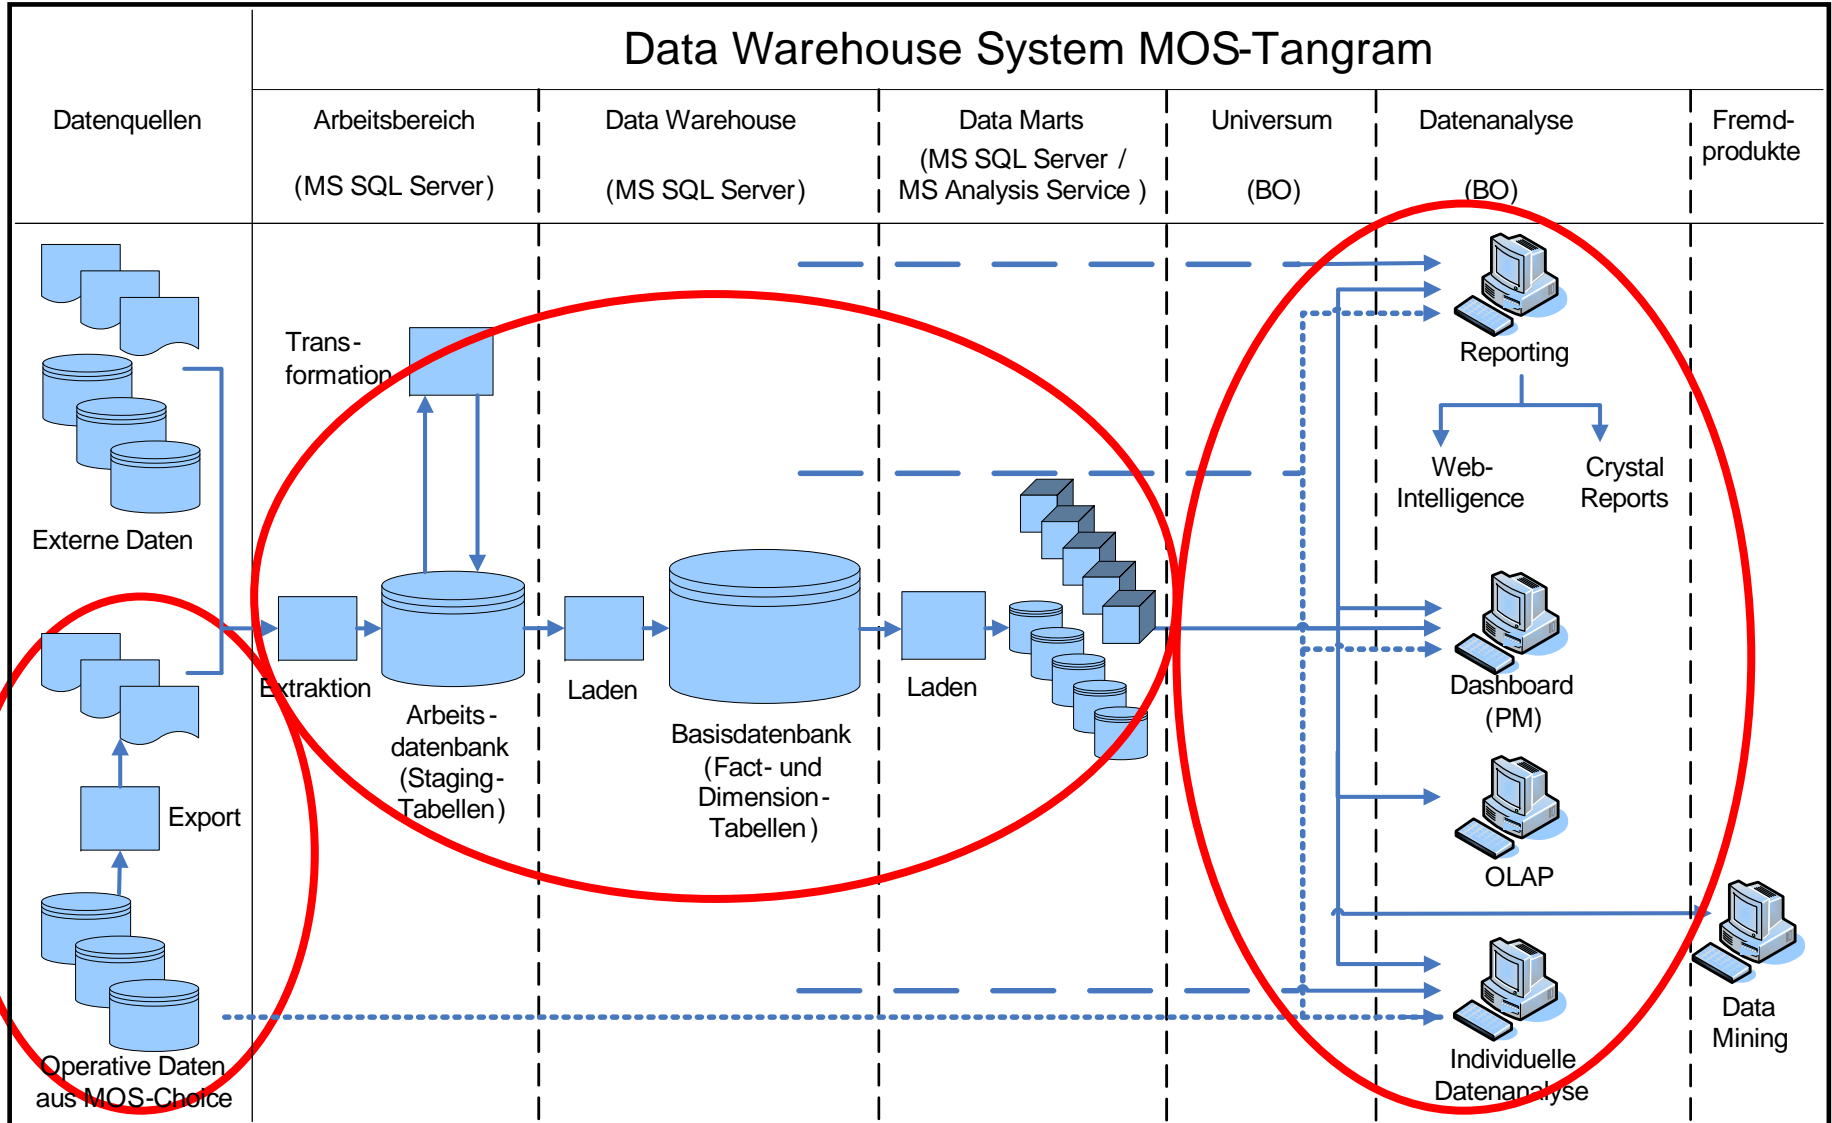 Data Warehouse System MOS-Tangram
Datenquellen
Arbeitsbereich
(MS SQL Server)
Data Warehouse
(MS SQL Server)
Data Marts
(MS SQL Server /
MS Analysis Service )
Universum
(BO)
Datenanalyse
(BO)
Fremd-
produkte
Externe Daten
Export
Operative Daten
aus MOS-Choice
Trans-
formation
Extraktion
Arbeits-
datenbank
(Staging-
Tabellen)
Laden
Basisdatenbank
(Fact- und
Dimension-
Tabellen)
Laden
Reporting
Web-
Intelligence
Crystal
Reports
Dashboard
(PM)
OLAP
Individuelle
Datenanalyse
Data
Mining